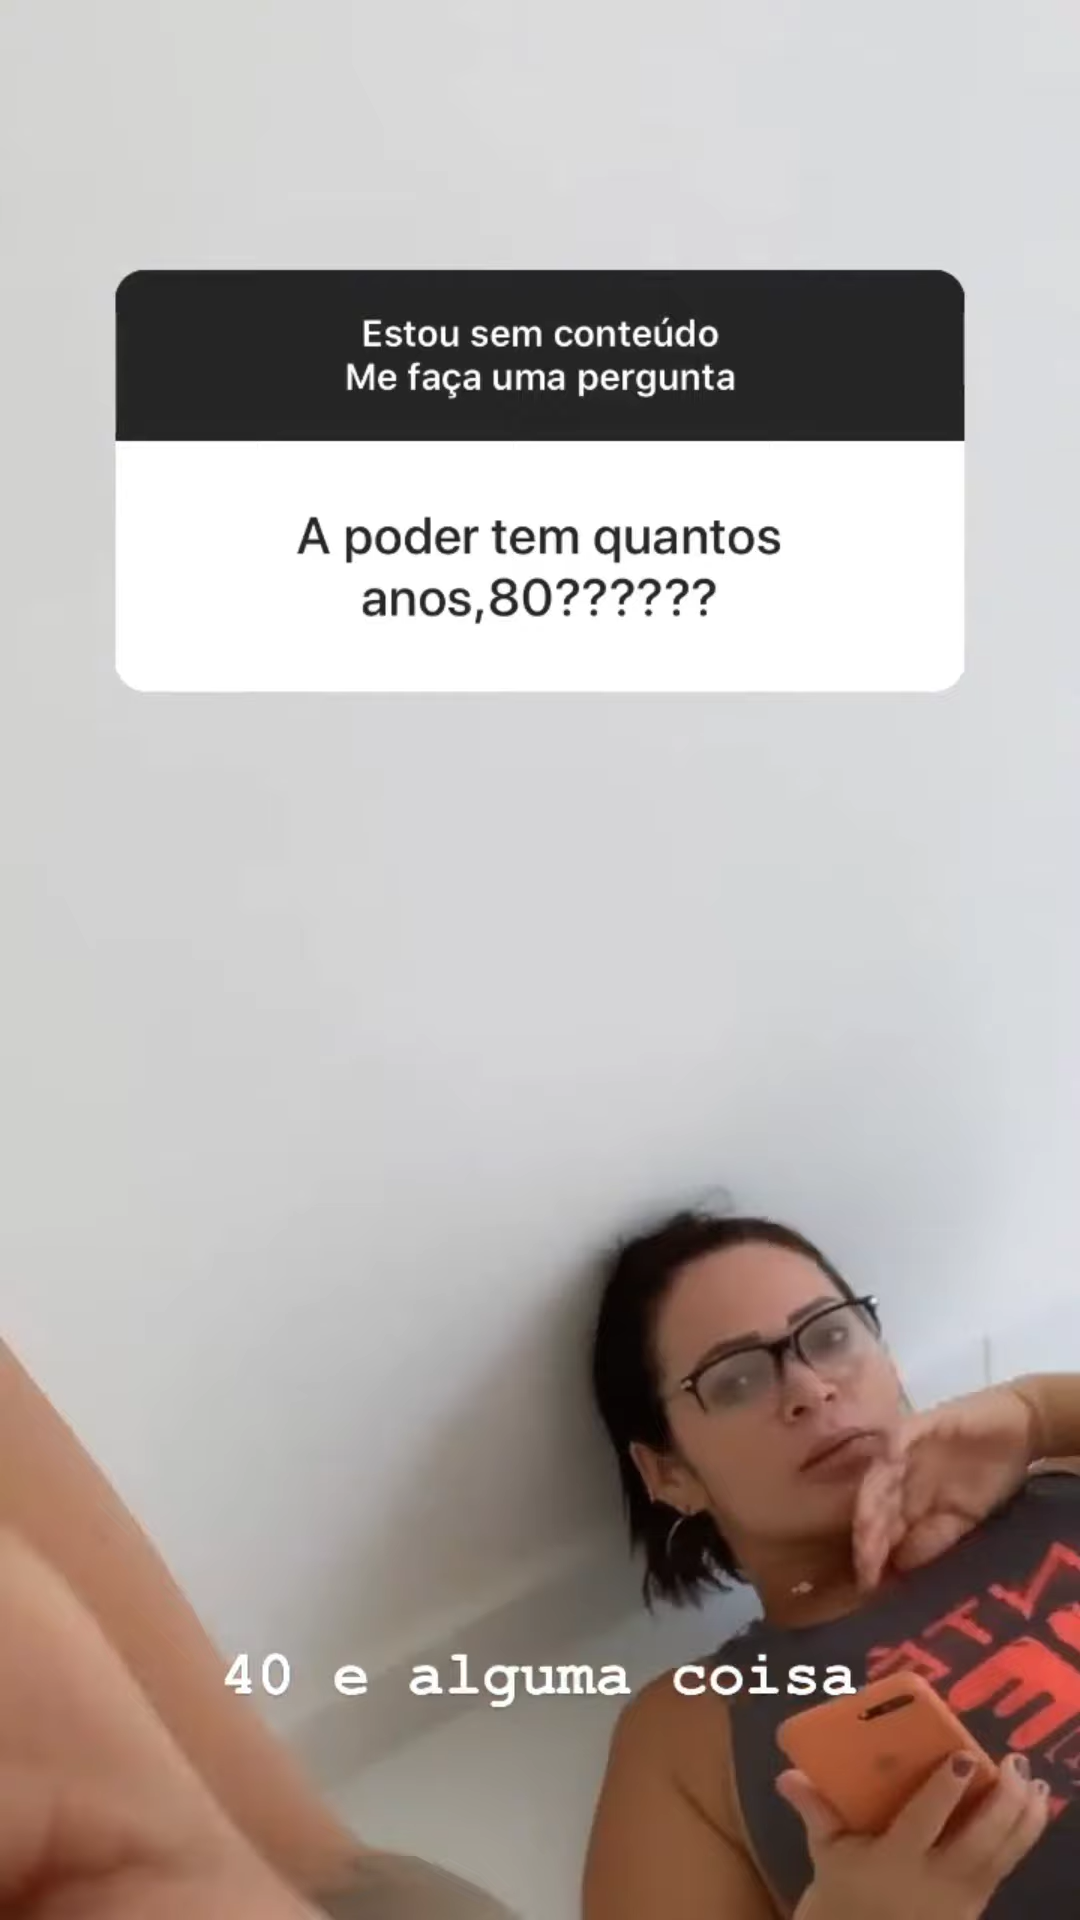 Estou sem conteúdo
Me faça uma pergunta
A poder tem quantos
anos,80??????
40 e alguma coisa